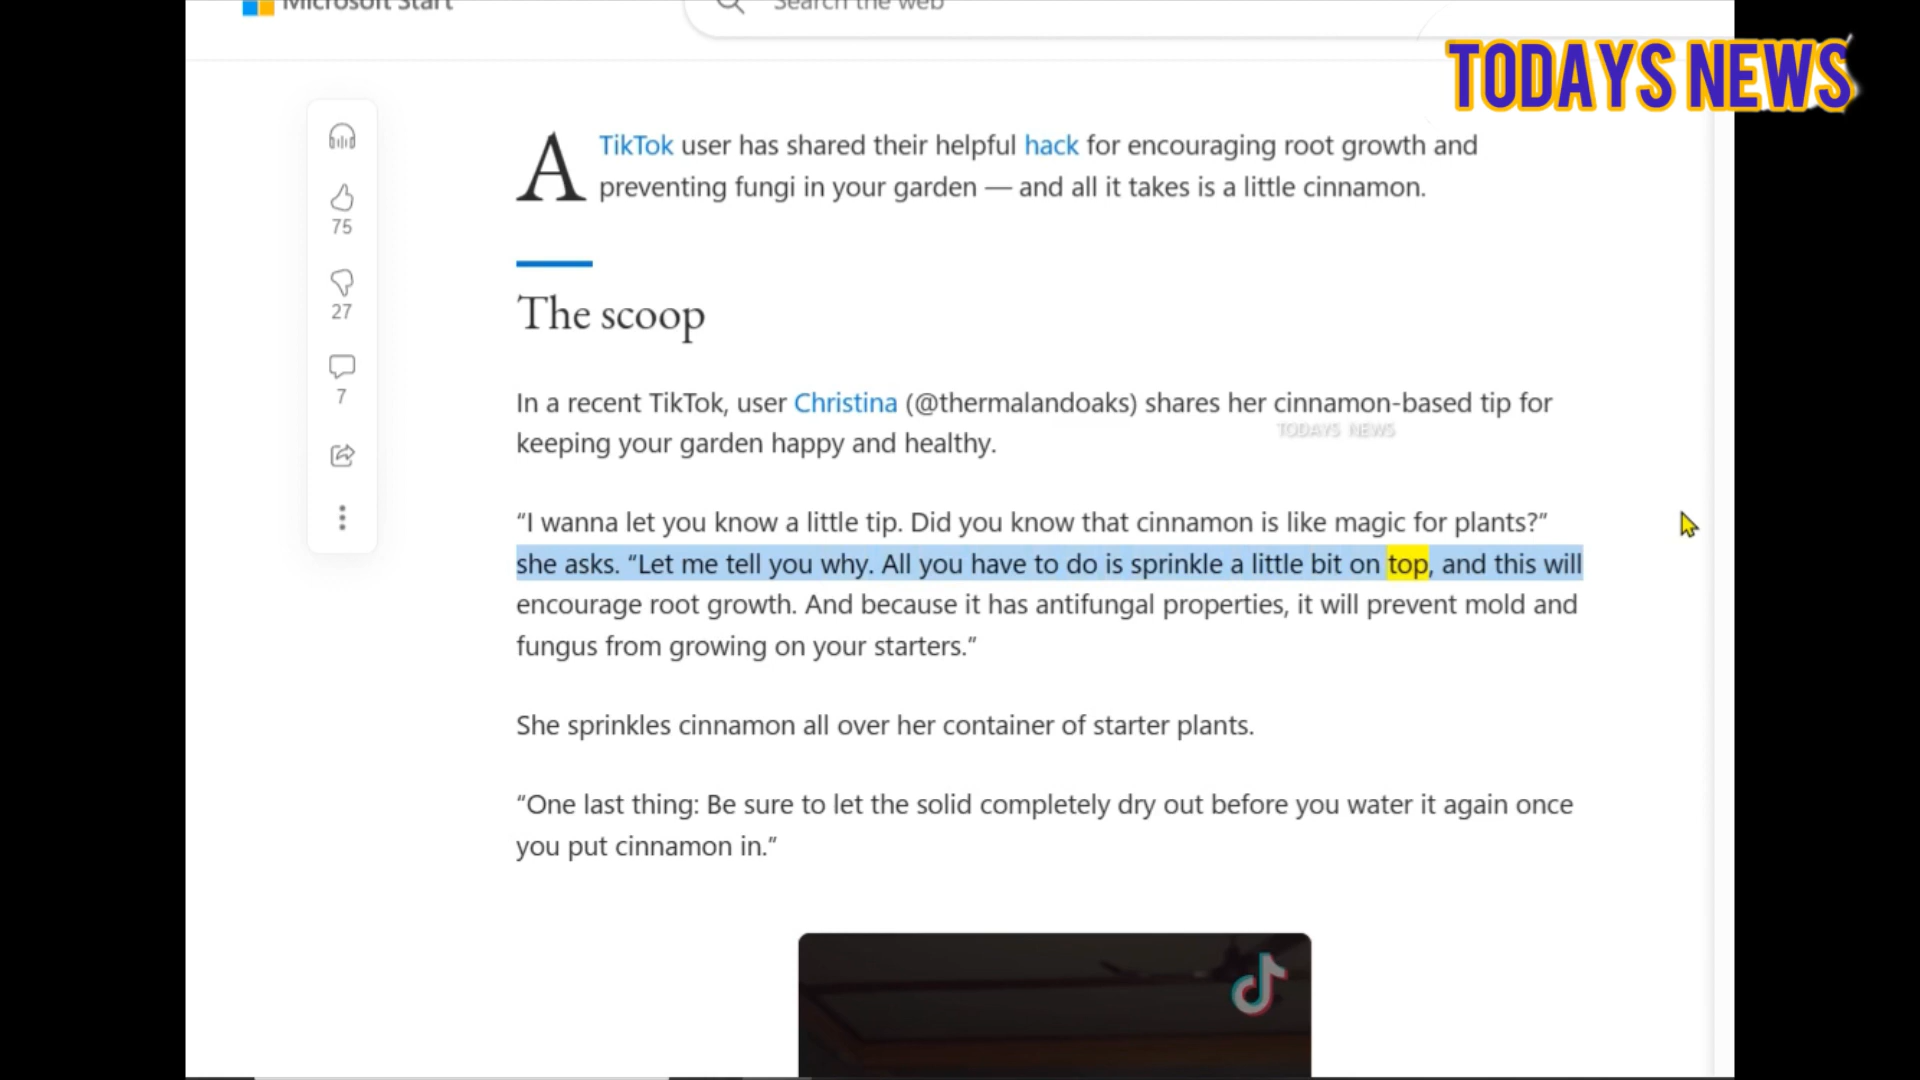 Microsoft Start
Search the web
TODAYS NEWS
A TikTok user has shared their helpful hack for encouraging root growth and
preventing fungi in your garden — and all it takes is a little cinnamon.
75
27
7
The scoop
In a recent TikTok, user Christina (@thermalandoaks) shares her cinnamon-based tip for
TODAYS NEWS
keeping your garden happy and healthy.
“I wanna let you know a little tip. Did you know that cinnamon is like magic for plants?”
she asks. “Let me tell you why. All you have to do is sprinkle a little bit on top, and this will
encourage root growth. And because it has antifungal properties, it will prevent mold and
fungus from growing on your starters.”
She sprinkles cinnamon all over her container of starter plants.
“One last thing: Be sure to let the solid completely dry out before you water it again once
you put cinnamon in.”